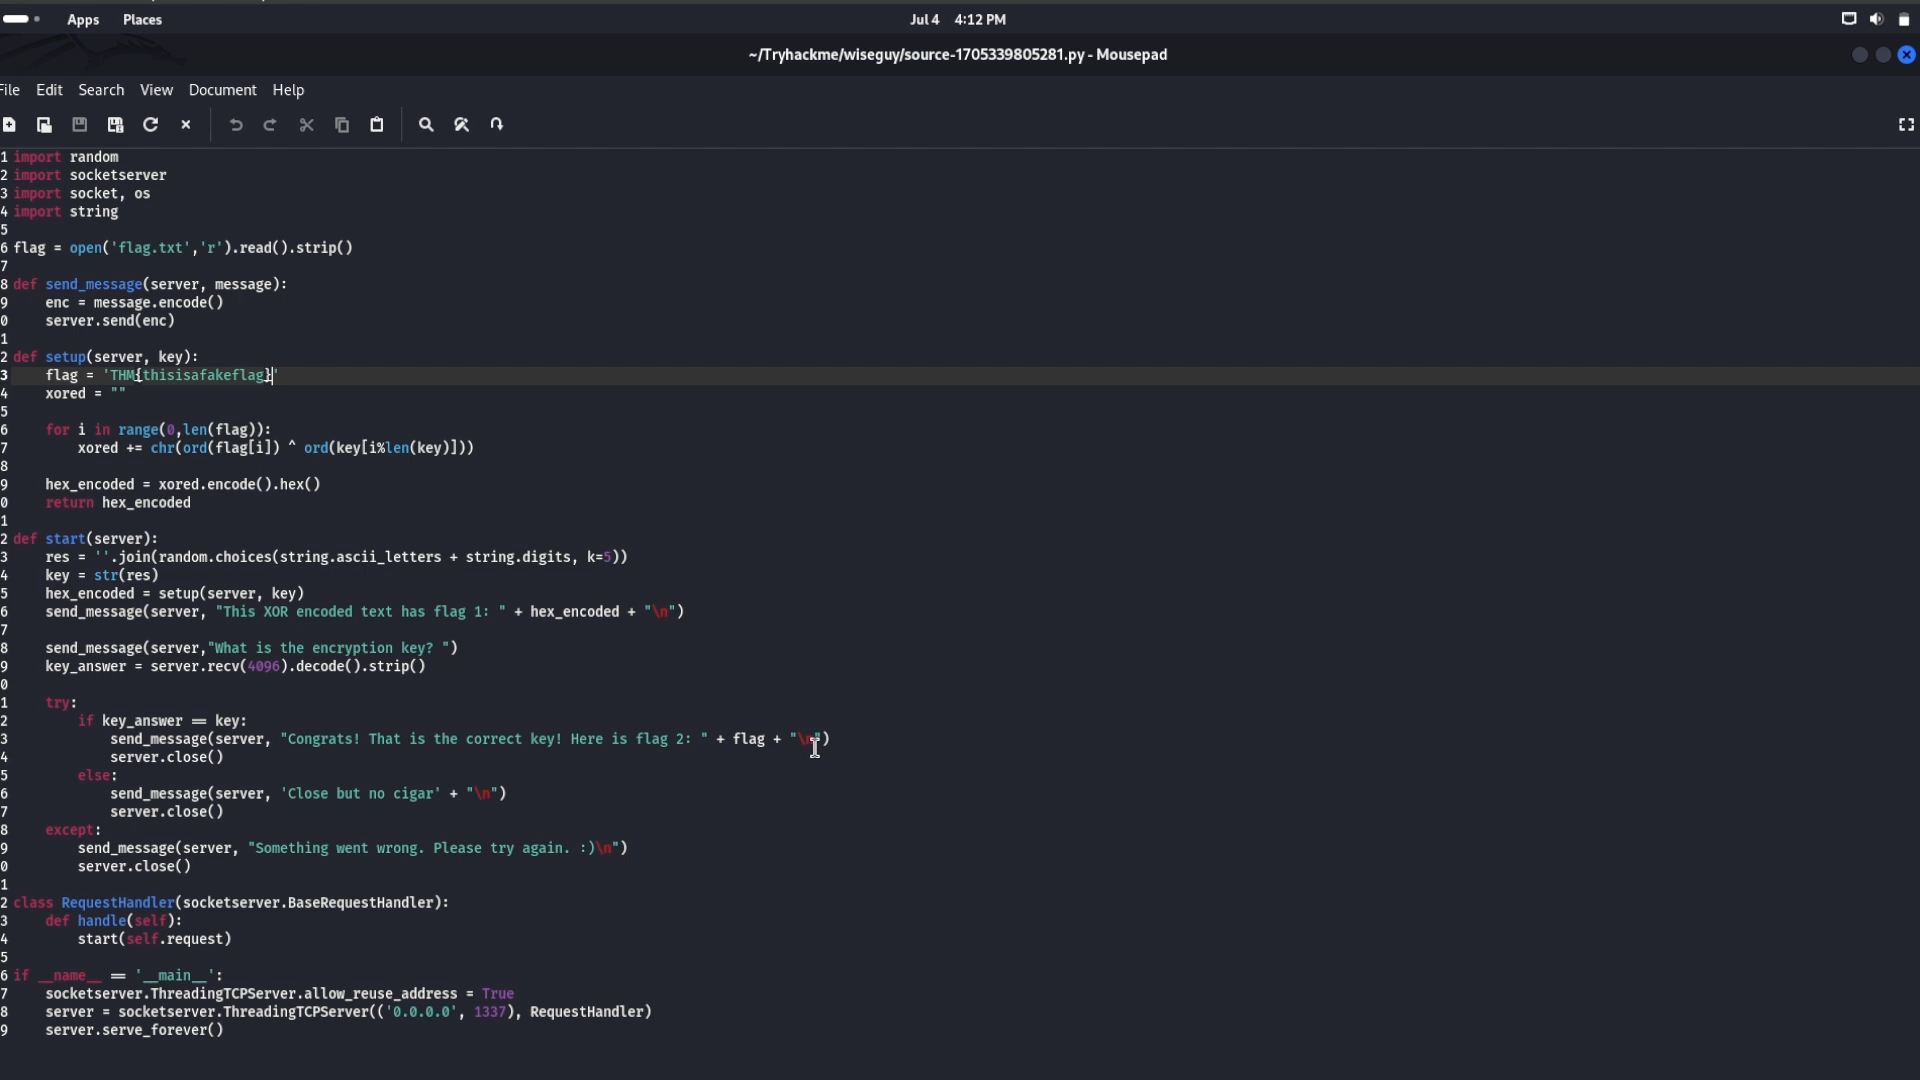 Apps Places Jul 4 4:12 PM
~/Tryhackme/wiseguy/source-1705339805281.py - Mousepad
File Edit Search View Document Help
1 import random
2 import socketserver
3 import socket, os
4 import string
5
6 flag = open('flag.txt','r').read().strip()
7
8 def send_message(server, message):
9     enc = message.encode()
0     server.send(enc)
1
2 def setup(server, key):
3     flag = 'THM{thisisafakeflag}'
4     xored = ""
5
6     for i in range(0,len(flag)):
7         xored += chr(ord(flag[i]) ^ ord(key[i%len(key)]))
8
9     hex_encoded = xored.encode().hex()
0     return hex_encoded
1
2 def start(server):
3     res = ''.join(random.choices(string.ascii_letters + string.digits, k=5))
4     key = str(res)
5     hex_encoded = setup(server, key)
6     send_message(server, "This XOR encoded text has flag 1: " + hex_encoded + "\n")
7
8     send_message(server,"What is the encryption key? ")
9     key_answer = server.recv(4096).decode().strip()
0
1     try:
2         if key_answer == key:
3             send_message(server, "Congrats! That is the correct key! Here is flag 2: " + flag + "\n")
4             server.close()
5         else:
6             send_message(server, 'Close but no cigar' + "\n")
7             server.close()
8     except:
9         send_message(server, "Something went wrong. Please try again. :)\n")
0         server.close()
1
2 class RequestHandler(socketserver.BaseRequestHandler):
3     def handle(self):
4         start(self.request)
5
6 if __name__ == '__main__':
7     socketserver.ThreadingTCPServer.allow_reuse_address = True
8     server = socketserver.ThreadingTCPServer(('0.0.0.0', 1337), RequestHandler)
9     server.serve_forever()